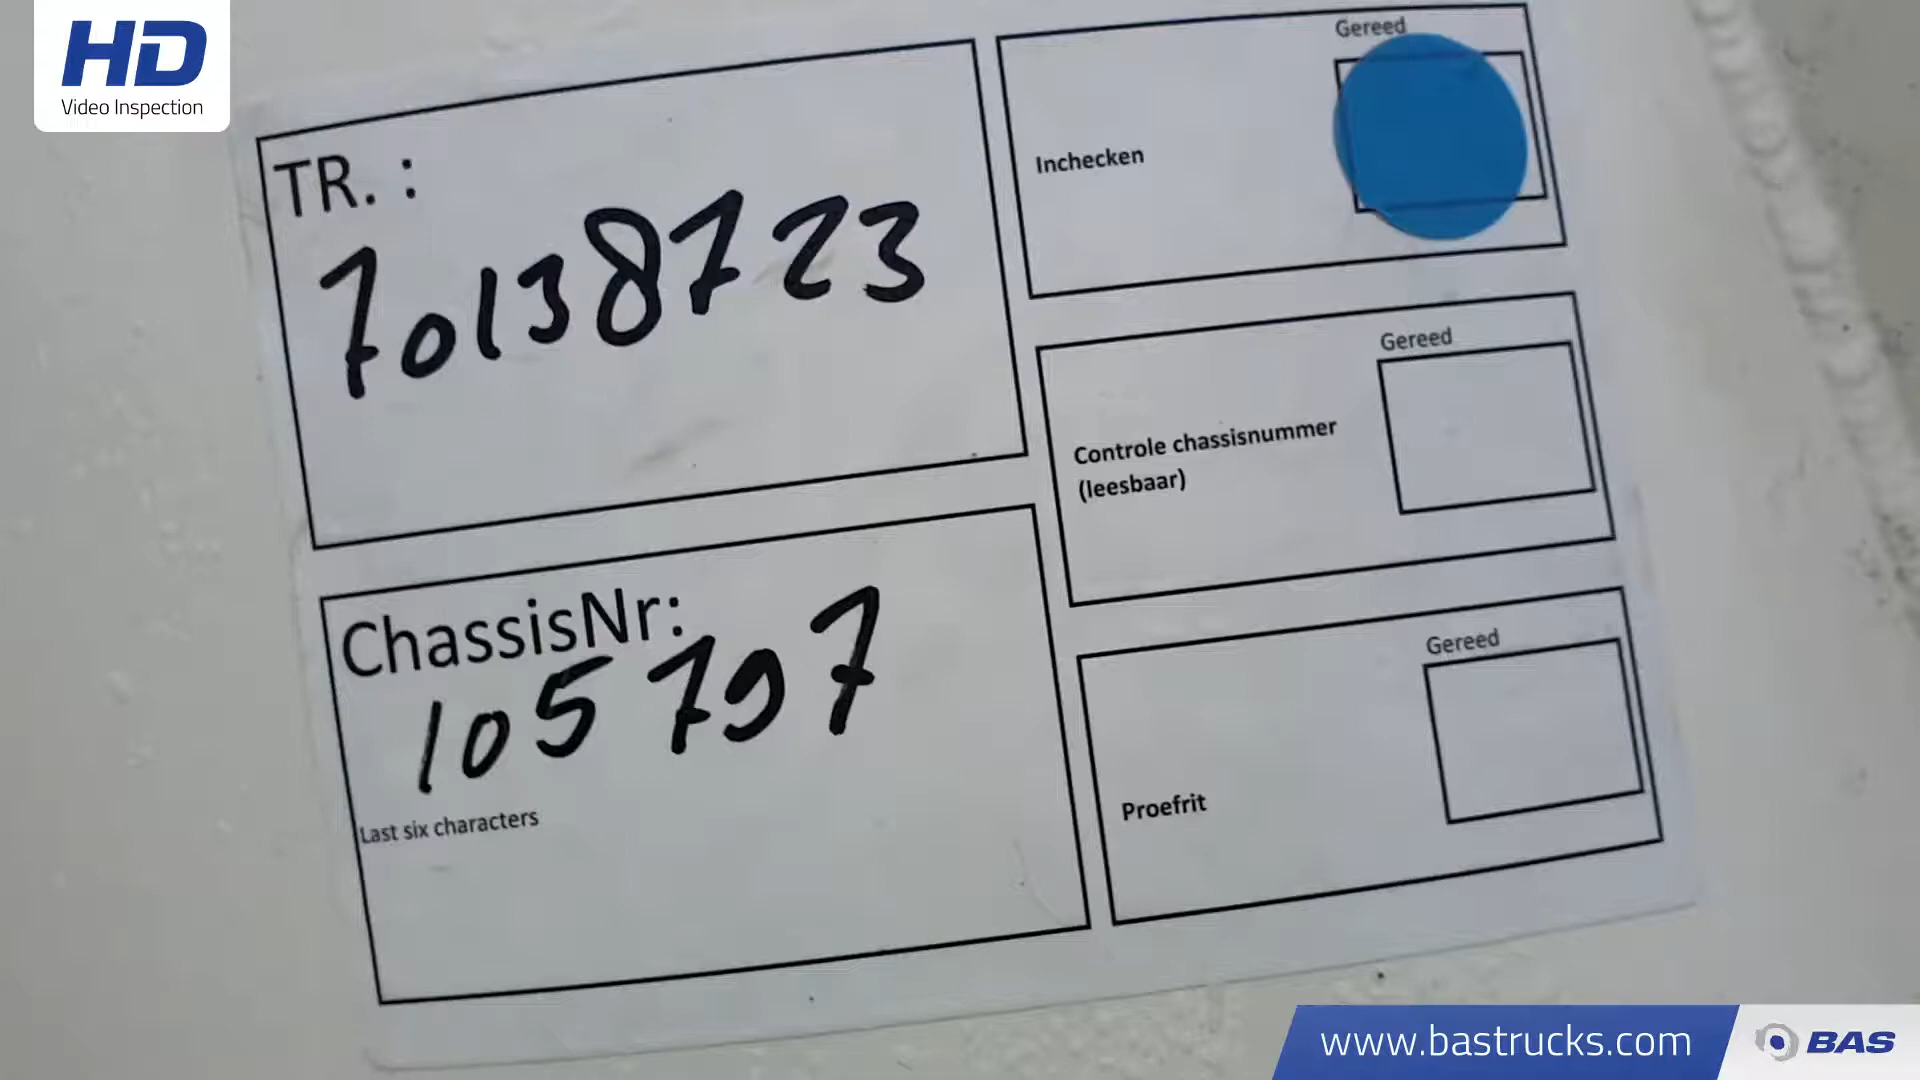 HD
Video Inspection
TR. :
70138723
ChassisNr:
105797
Last six characters
Gereed
Inchecken
Gereed
Controle chassisnummer
(leesbaar)
Gereed
Proefrit
www.bastrucks.com
BAS